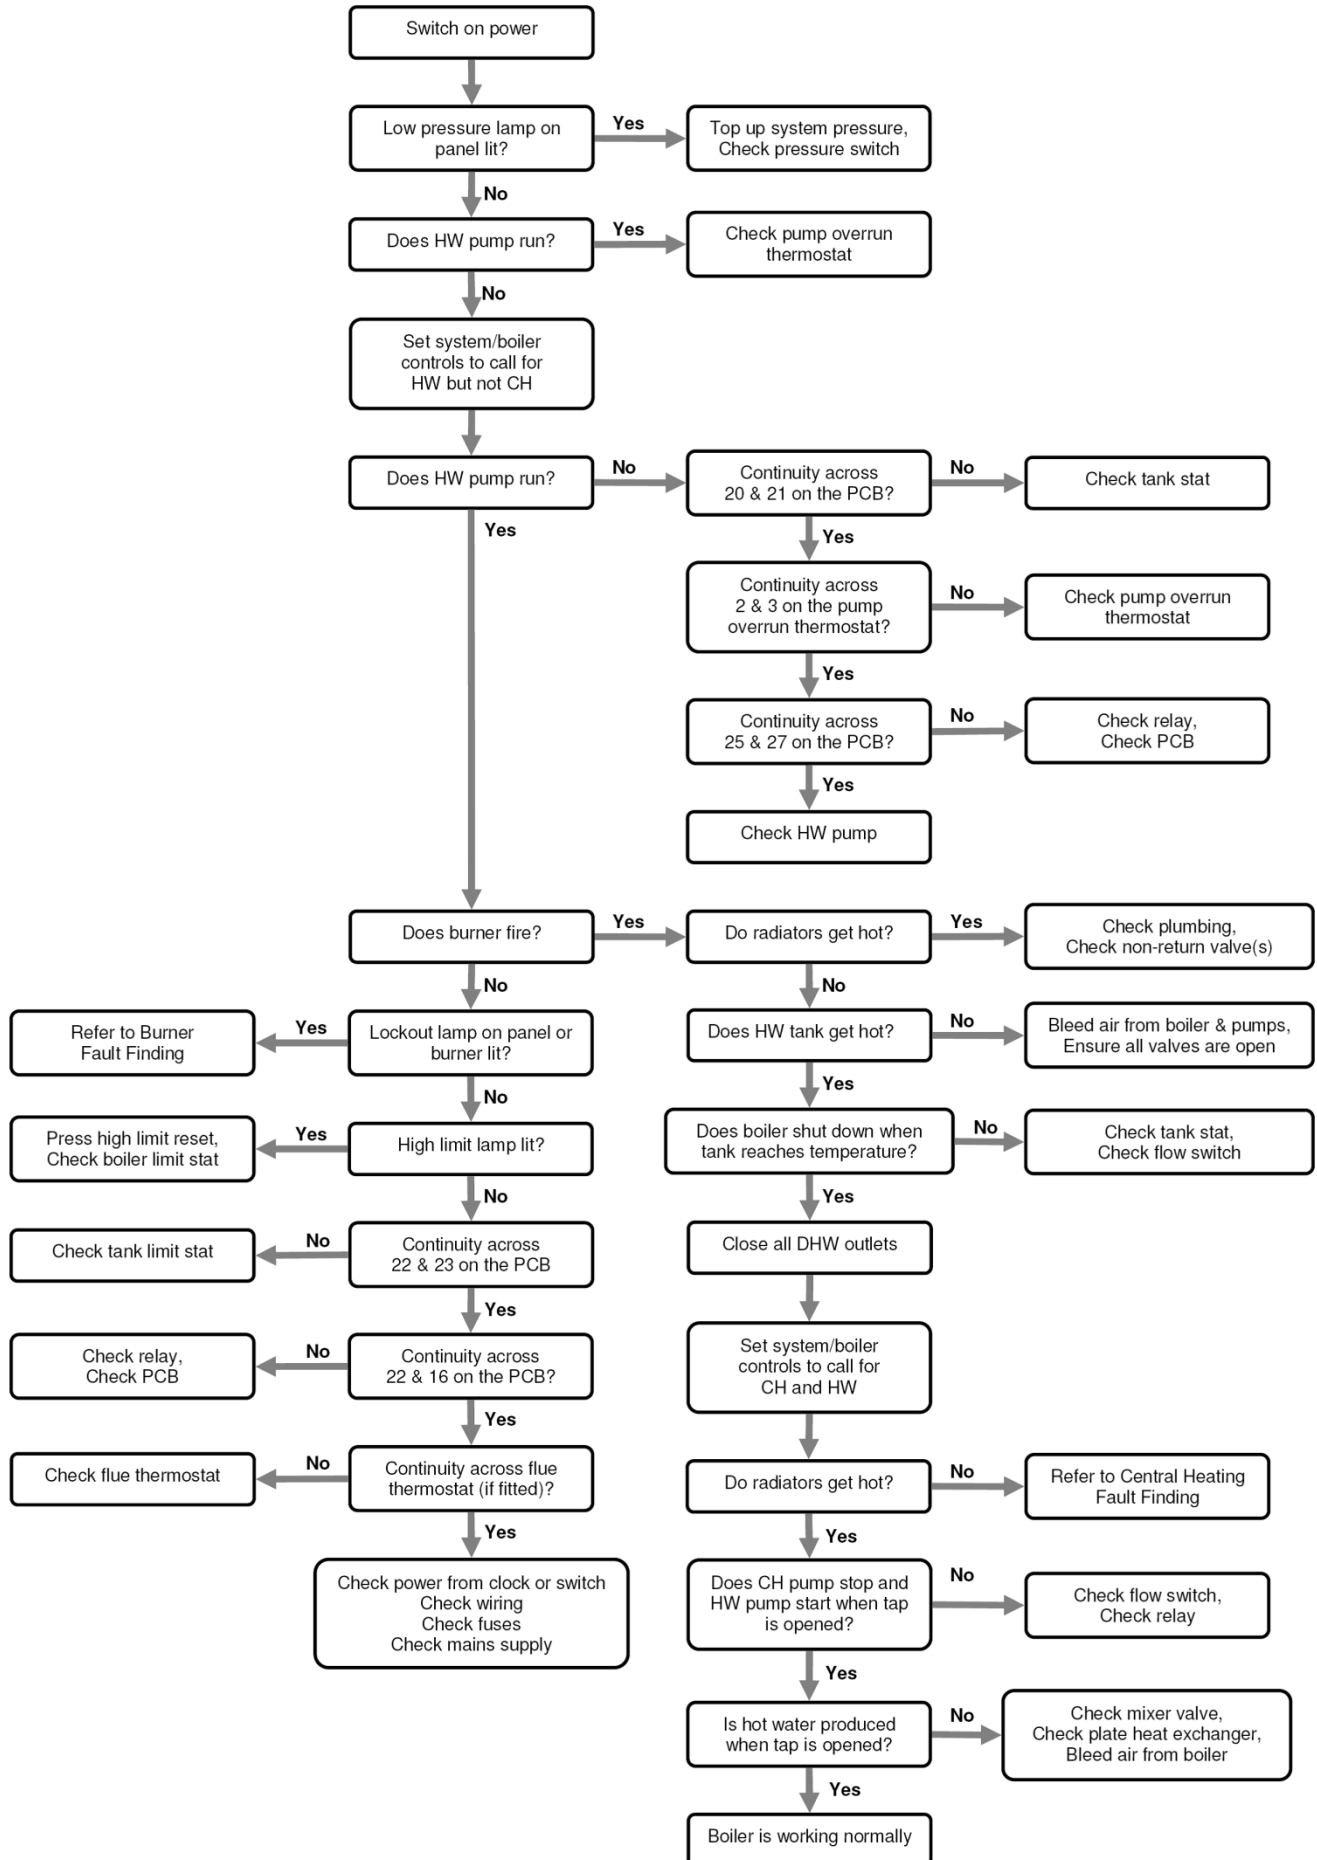 Switch on power
Low pressure lamp on
panel lit?
Yes
Top up system pressure,
Check pressure switch
No
Does HW pump run?
Yes
Check pump overrun
thermostat
No
Set system/boiler
controls to call for
HW but not CH
Does HW pump run?
No
Continuity across
20 & 21 on the PCB?
No
Check tank stat
Yes
Yes
Continuity across
2 & 3 on the pump
overrun thermostat?
No
Check pump overrun
thermostat
Yes
Continuity across
25 & 27 on the PCB?
No
Check relay,
Check PCB
Yes
Check HW pump
Does burner fire?
Yes
Do radiators get hot?
Yes
Check plumbing,
Check non-return valve(s)
No
No
Refer to Burner
Fault Finding
Yes
Lockout lamp on panel or
burner lit?
Does HW tank get hot?
No
Bleed air from boiler & pumps,
Ensure all valves are open
No
Yes
Press high limit reset,
Check boiler limit stat
Yes
High limit lamp lit?
Does boiler shut down when
tank reaches temperature?
No
Check tank stat,
Check flow switch
No
Yes
Check tank limit stat
No
Continuity across
22 & 23 on the PCB
Close all DHW outlets
Yes
Check relay,
Check PCB
No
Continuity across
22 & 16 on the PCB?
Set system/boiler
controls to call for
CH and HW
Yes
Check flue thermostat
No
Continuity across flue
thermostat (if fitted)?
Do radiators get hot?
No
Refer to Central Heating
Fault Finding
Yes
Yes
Check power from clock or switch
Check wiring
Check fuses
Check mains supply
Does CH pump stop and
HW pump start when tap
is opened?
No
Check flow switch,
Check relay
Yes
Is hot water produced
when tap is opened?
No
Check mixer valve,
Check plate heat exchanger,
Bleed air from boiler
Yes
Boiler is working normally